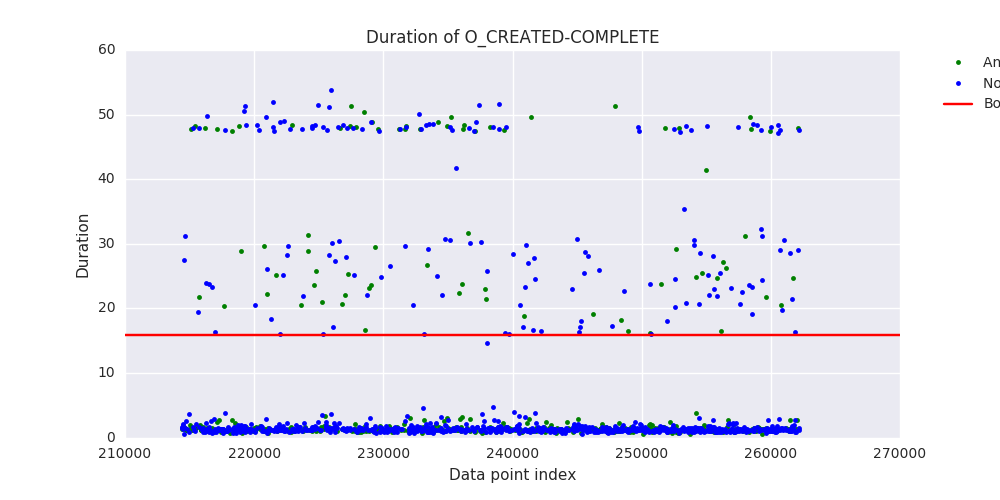 Duration of O_CREATED-COMPLETE
60
50
40
30
20
10
0
Duration
210000 220000 230000 240000 250000 260000 270000
Data point index
An
No
Bo